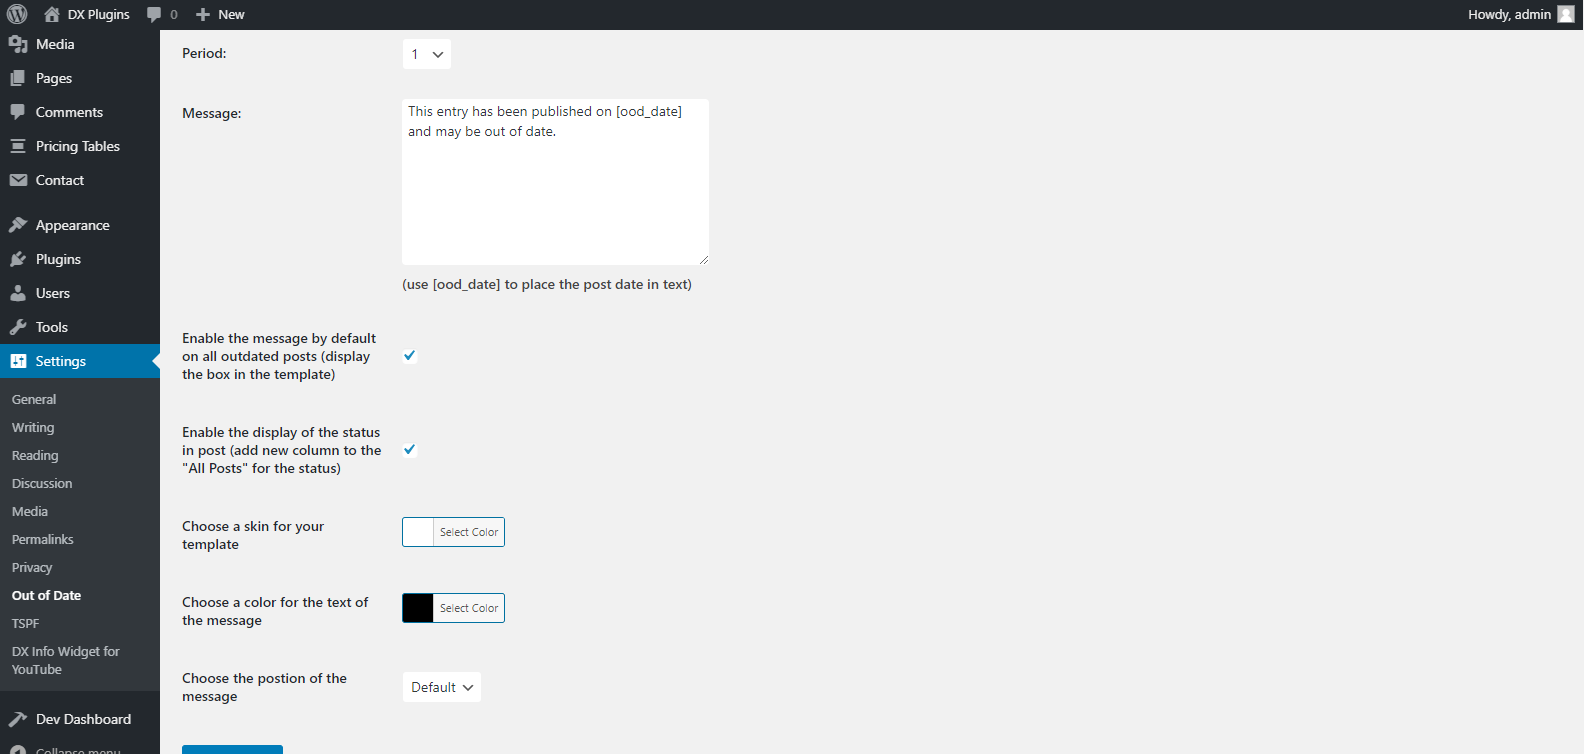 DX Plugins 0 New Howdy, admin
Media
Pages
Comments
Pricing Tables
Contact
Appearance
Plugins
Users
Tools
Settings
General
Writing
Reading
Discussion
Media
Permalinks
Privacy
Out of Date
TSPF
DX Info Widget for
YouTube
Dev Dashboard
Collapse menu
Period:
1
Message:
This entry has been published on [ood_date]
and may be out of date.
(use [ood_date] to place the post date in text)
Enable the message by default
on all outdated posts (display
the box in the template)
Enable the display of the status
in post (add new column to the
"All Posts" for the status)
Choose a skin for your
template
Select Color
Choose a color for the text of
the message
Select Color
Choose the postion of the
message
Default